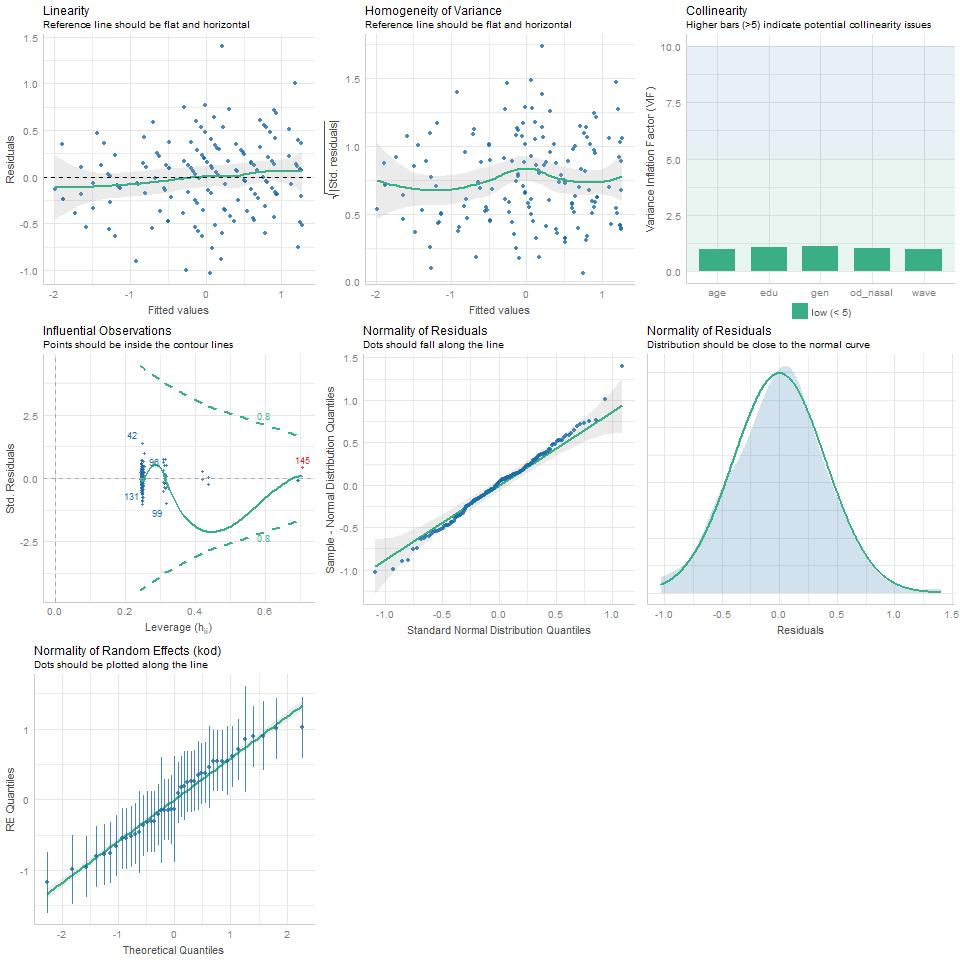 Linearity
Reference line should be flat and horizontal
1.5
1.0
0.5
0.0
-0.5
-1.0
Residuals
-2
-1
0
1
Fitted values
Homogeneity of Variance
Reference line should be flat and horizontal
1.5
1.0
0.5
0.0
√|Std. residuals|
-2
-1
0
1
Fitted values
Collinearity
Higher bars (>5) indicate potential collinearity issues
10.0
7.5
5.0
2.5
0.0
Variance Inflation Factor (VIF)
age
edu
gen
od_nasal
wave
low (< 5)
Influential Observations
Points should be inside the contour lines
2.5
0.0
-2.5
Std. Residuals
0.8
42
145
131
99
0.8
0.0
0.2
0.4
0.6
Leverage (hii)
Normality of Residuals
Dots should fall along the line
1.5
1.0
0.5
0.0
-0.5
-1.0
Sample - Normal Distribution Quantiles
-1.0
-0.5
0.0
0.5
1.0
Standard Normal Distribution Quantiles
Normality of Residuals
Distribution should be close to the normal curve
-1.0
-0.5
0.0
0.5
1.0
1.5
Residuals
Normality of Random Effects (kod)
Dots should be plotted along the line
1
0
-1
RE Quantiles
-2
-1
0
1
2
Theoretical Quantiles